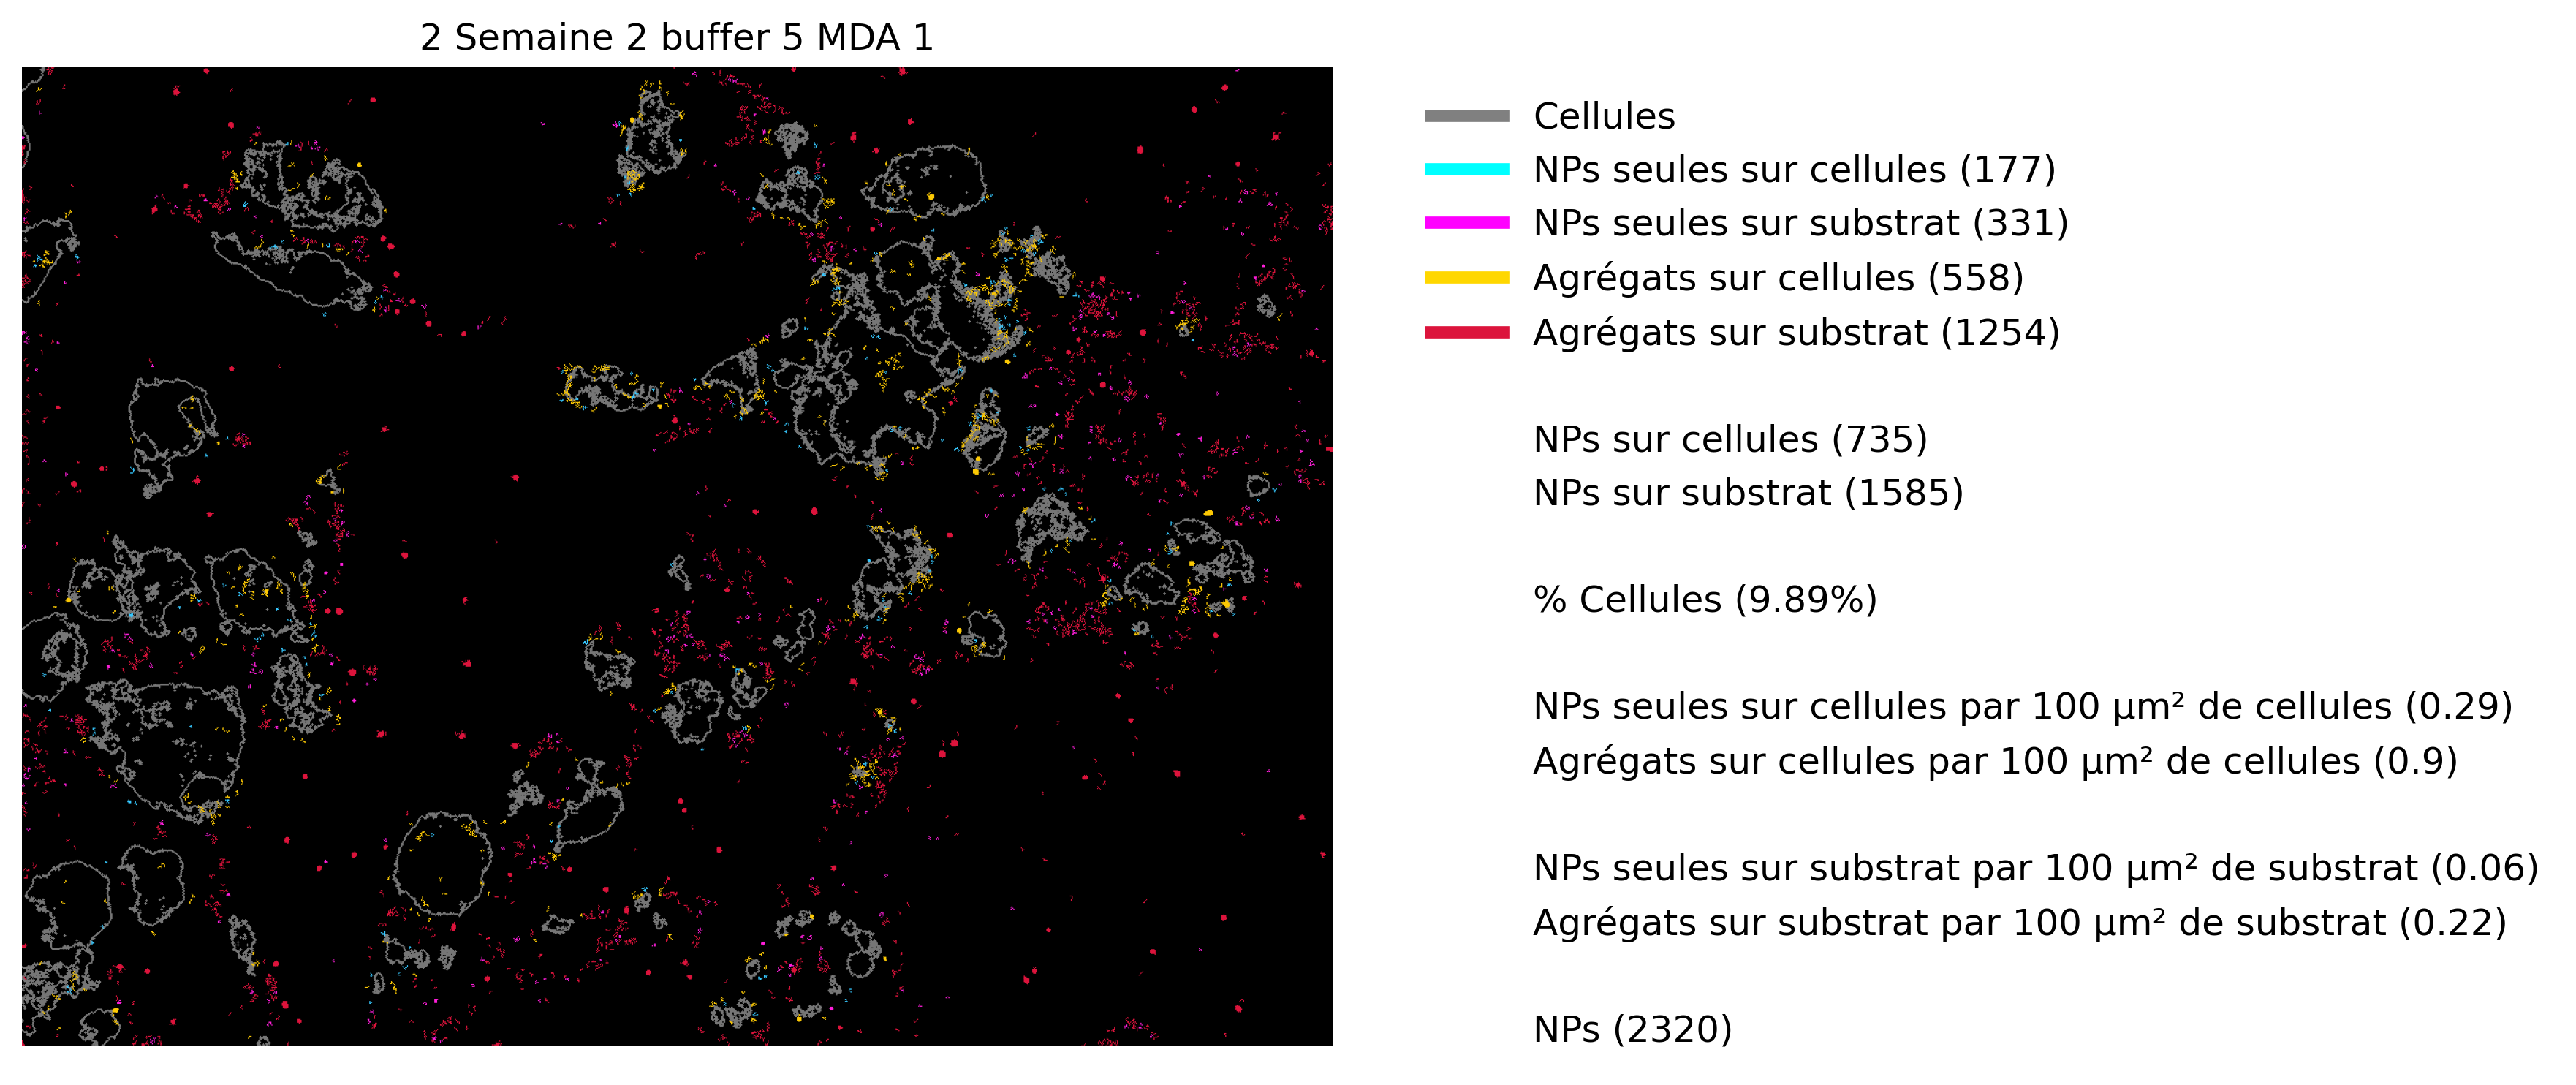 2 Semaine 2 buffer 5 MDA 1
Cellules
NPs seules sur cellules (177)
NPs seules sur substrat (331)
Agrégats sur cellules (558)
Agrégats sur substrat (1254)
NPs sur cellules (735)
NPs sur substrat (1585)
% Cellules (9.89%)
NPs seules sur cellules par 100 µm² de cellules (0.29)
Agrégats sur cellules par 100 µm² de cellules (0.9)
NPs seules sur substrat par 100 µm² de substrat (0.06)
Agrégats sur substrat par 100 µm² de substrat (0.22)
NPs (2320)